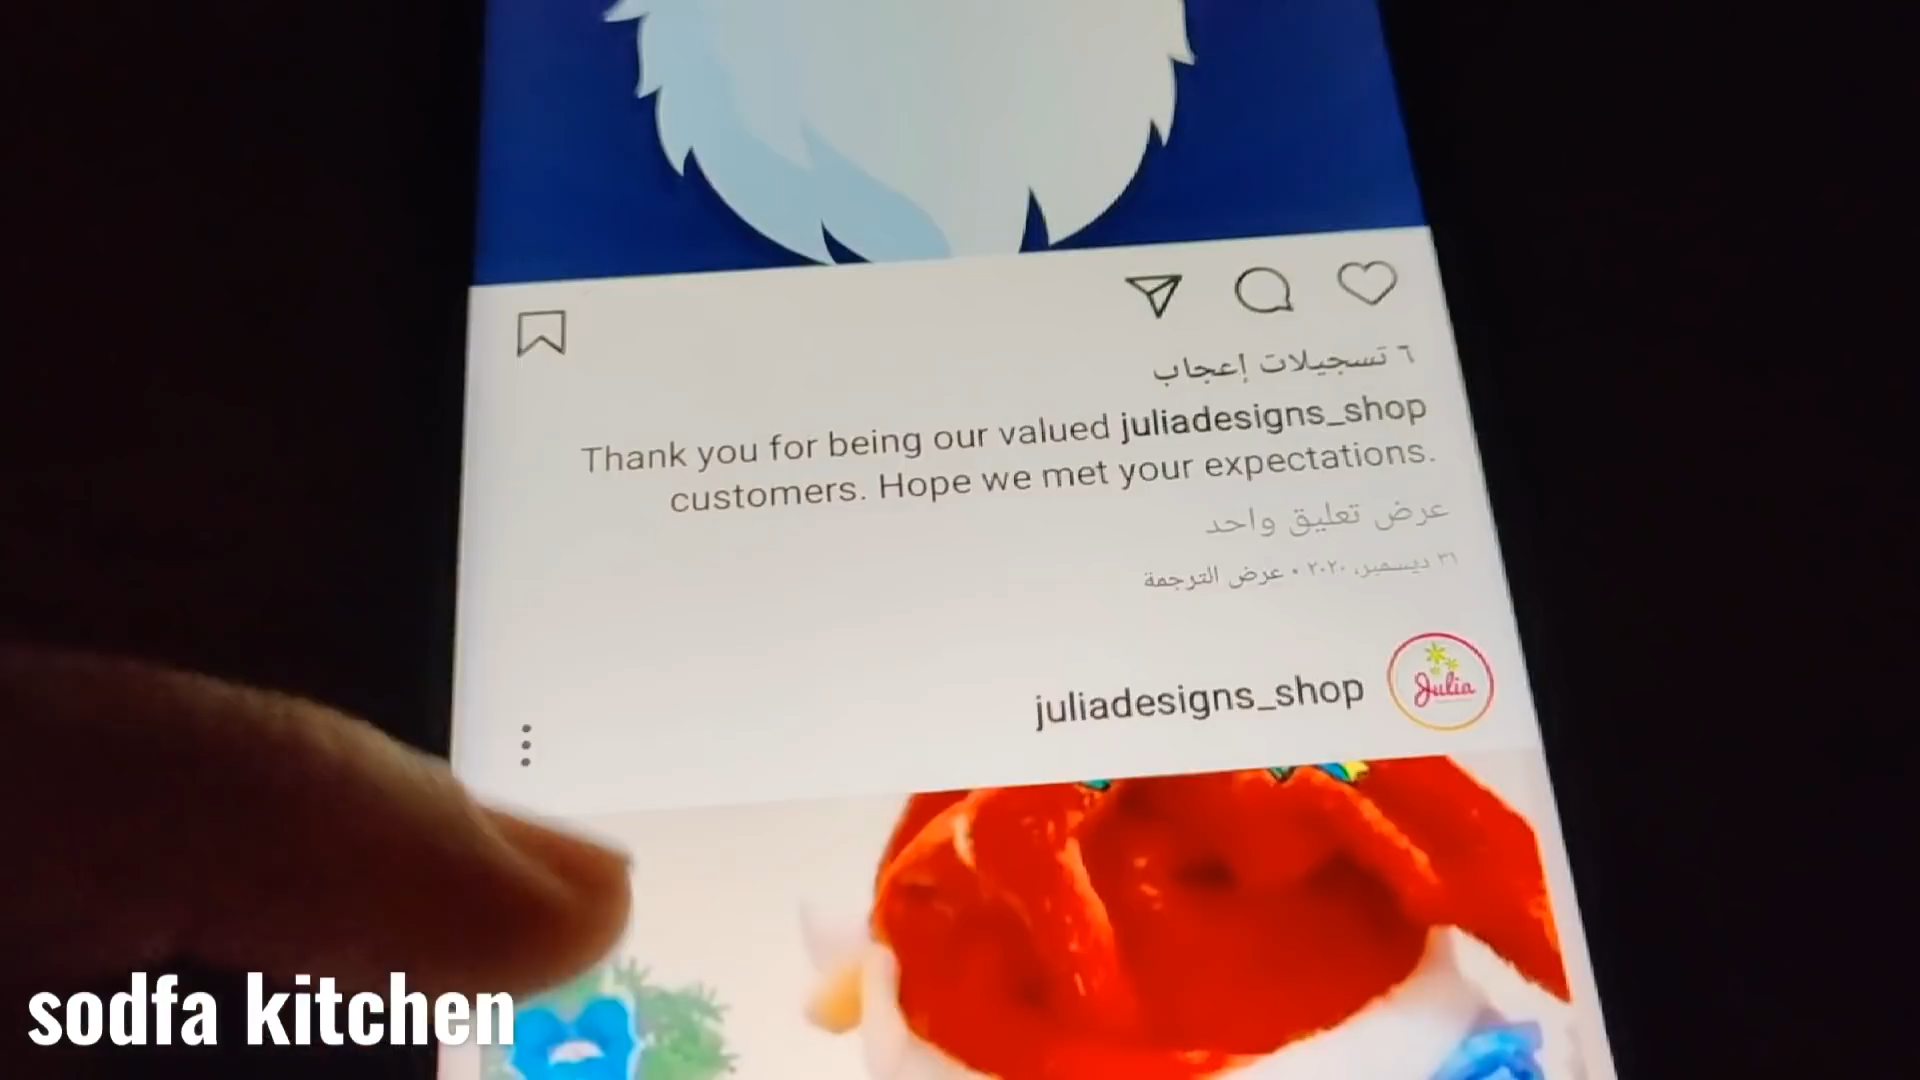 ٦ تسجيلات إعجاب
Thank you for being our valued juliadesigns_shop
customers. Hope we met your expectations.
عرض تعليق واحد
٣١ ديسمبر، ٢٠٢٠ • عرض الترجمة
juliadesigns_shop
Julia
sodfa kitchen